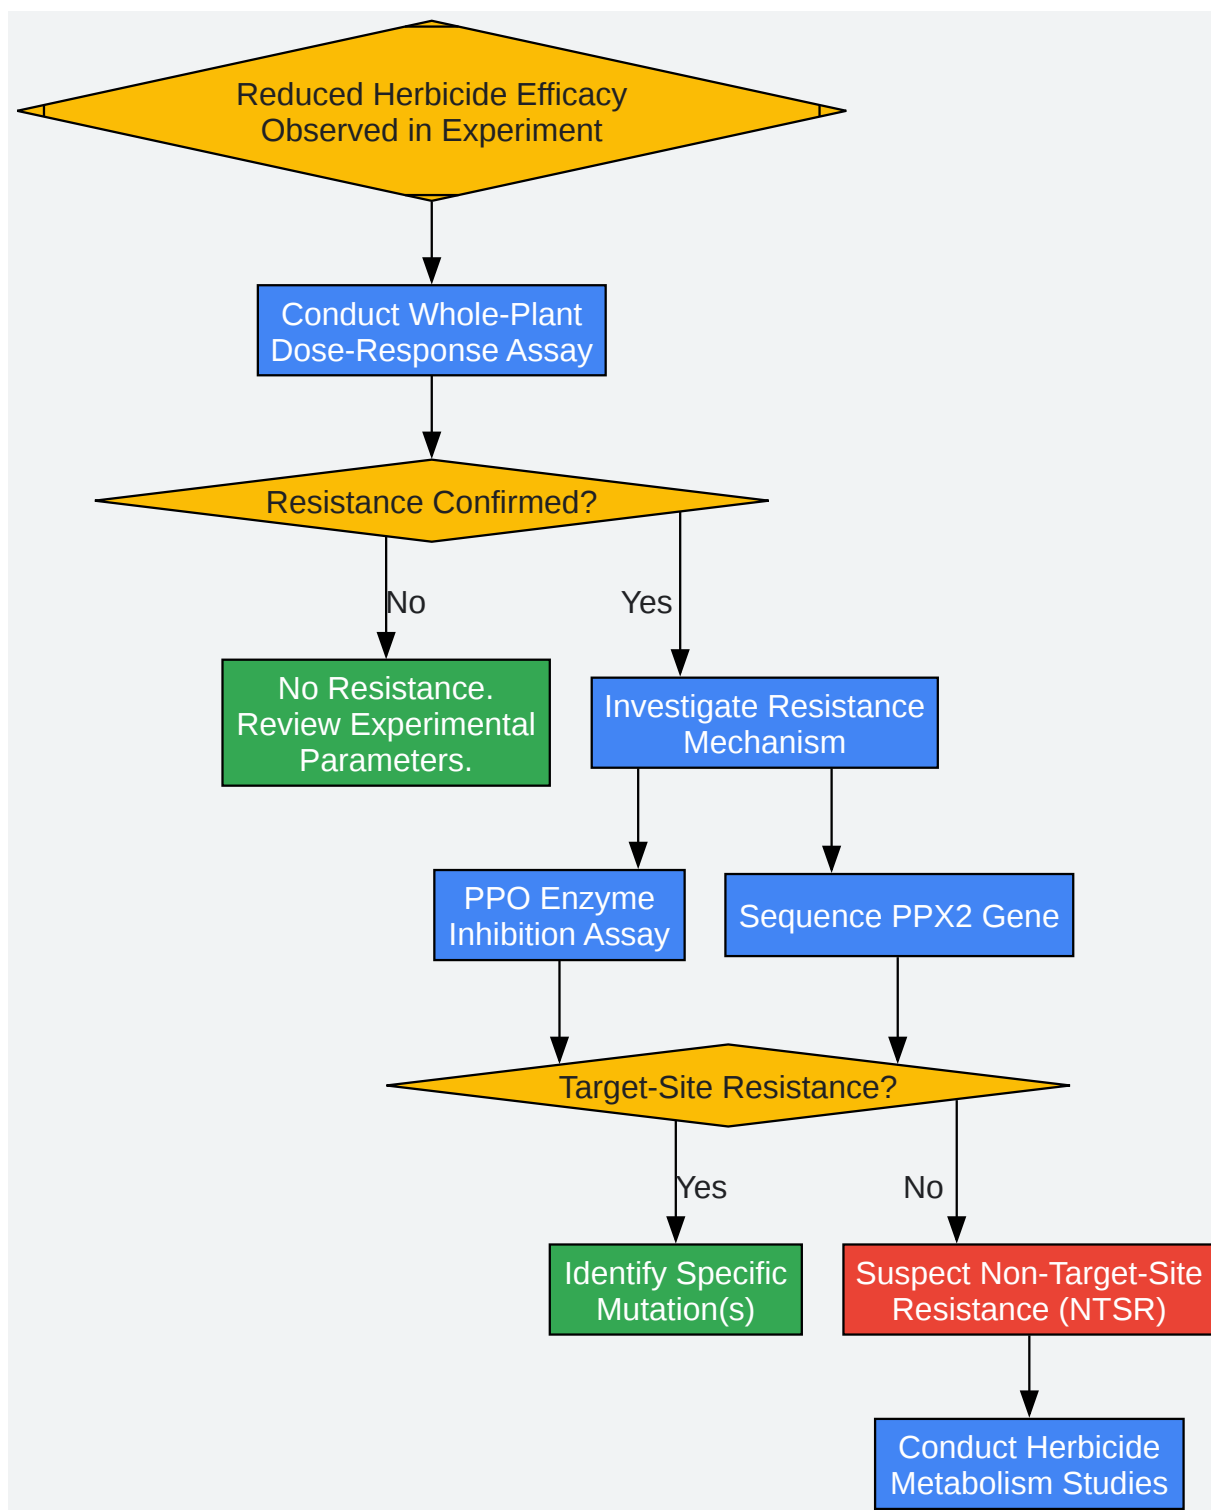 Reduced Herbicide Efficacy
Observed in Experiment
Conduct Whole-Plant
Dose-Response Assay
Resistance Confirmed?
No
Yes
No Resistance.
Review Experimental
Parameters.
Investigate Resistance
Mechanism
PPO Enzyme
Inhibition Assay
Sequence PPX2 Gene
Target-Site Resistance?
Yes
No
Identify Specific
Mutation(s)
Suspect Non-Target-Site
Resistance (NTSR)
Conduct Herbicide
Metabolism Studies